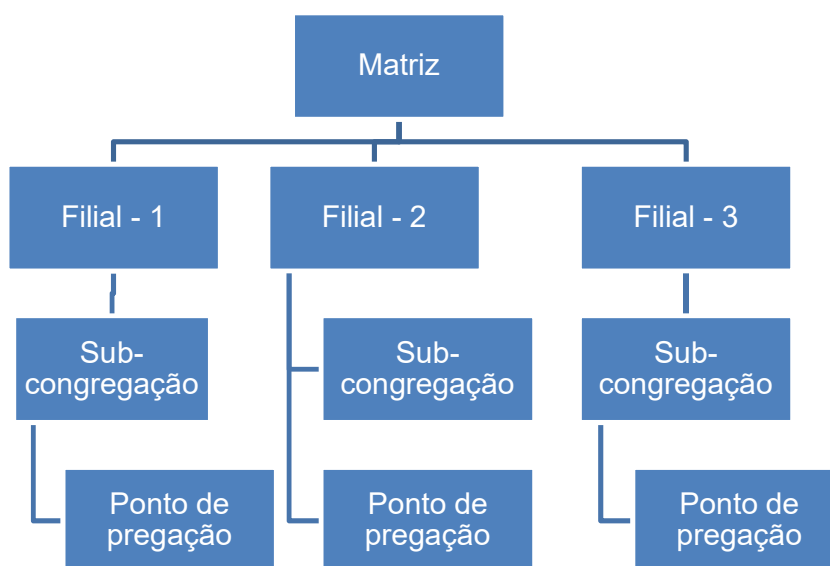 Matriz
Filial - 1
Filial - 2
Filial - 3
Sub-
congregação
Sub-
congregação
Sub-
congregação
Ponto de
pregação
Ponto de
pregação
Ponto de
pregação